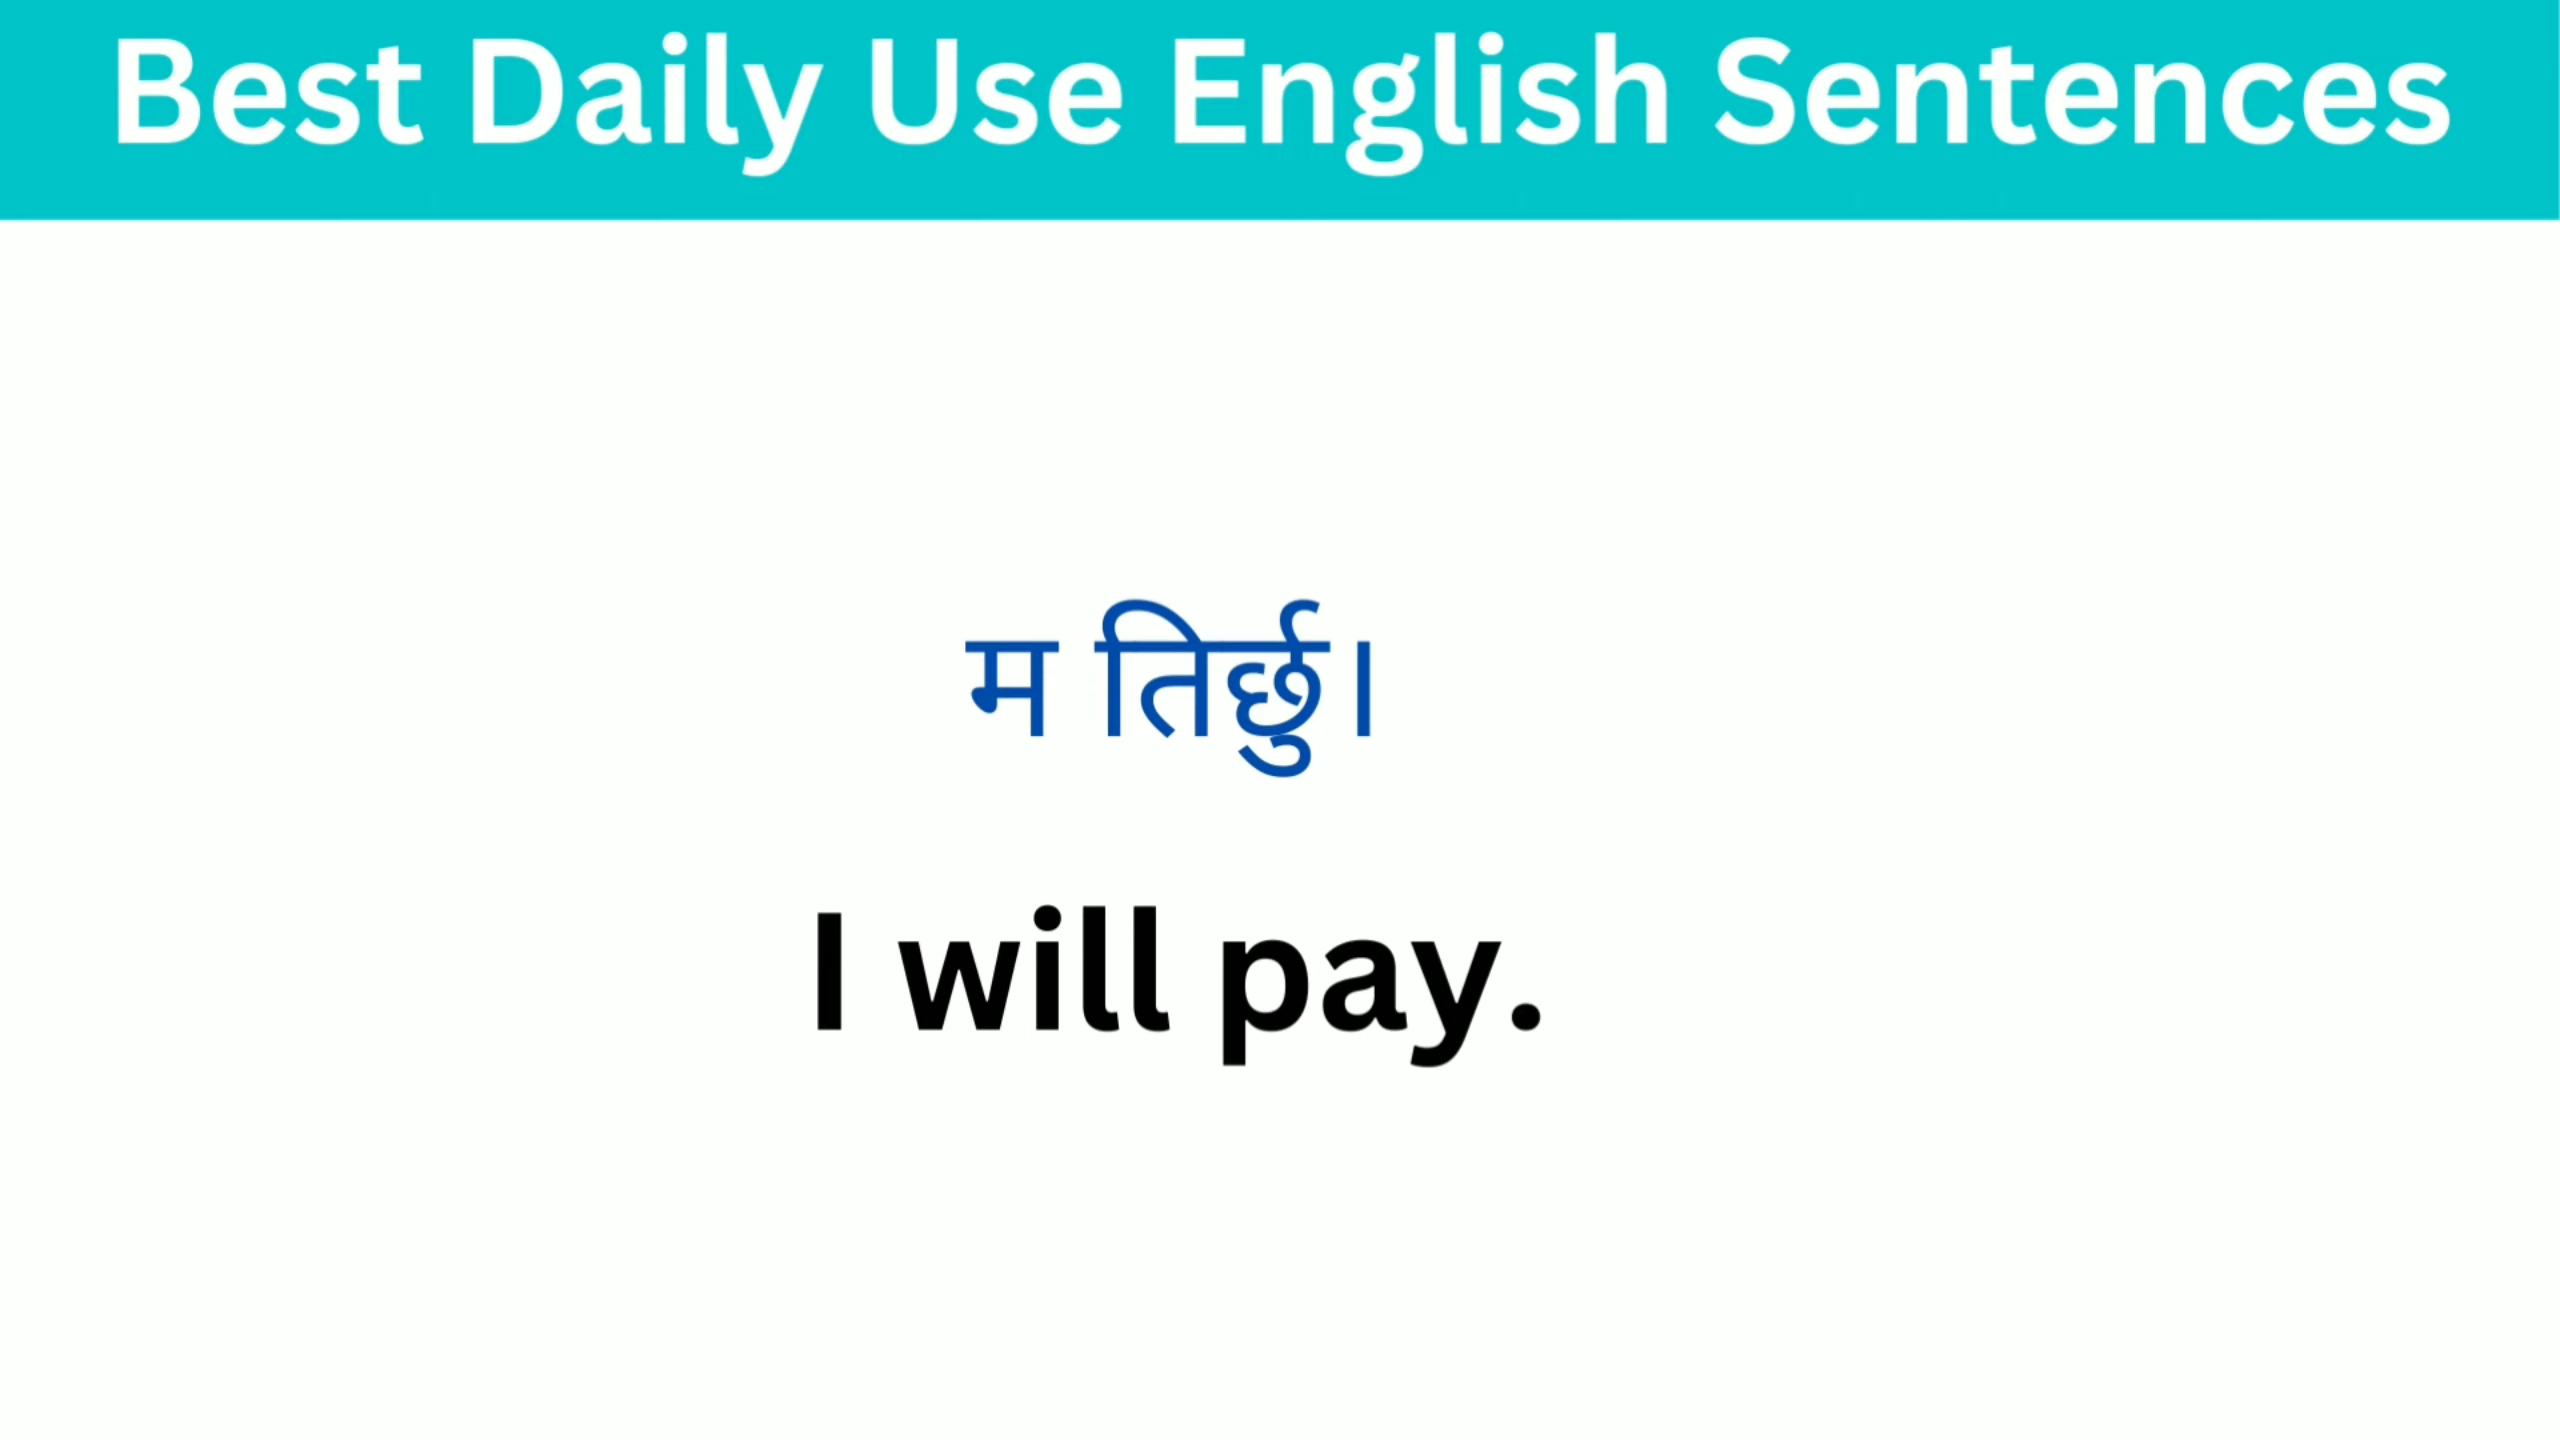 Best Daily Use English Sentences
म तिर्छु।
I will pay.